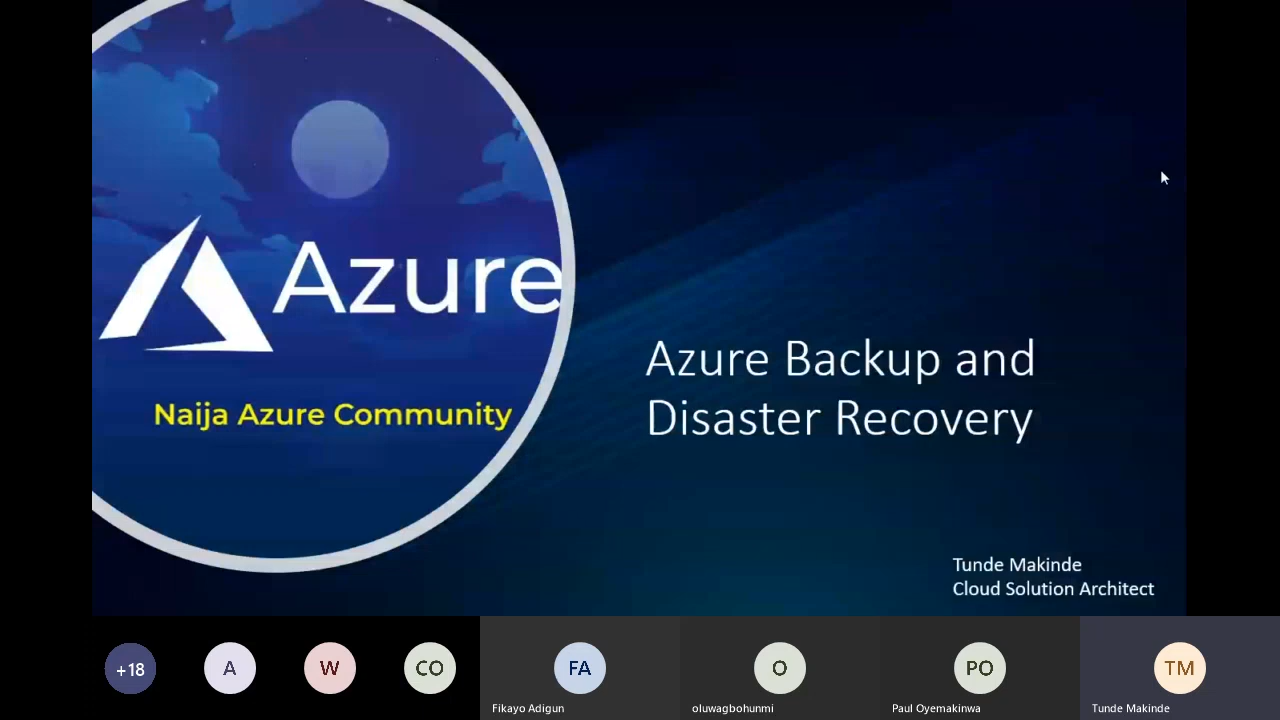 Azure
Naija Azure Community
Azure Backup and
Disaster Recovery
Tunde Makinde
Cloud Solution Architect
+18
A
W
CO
FA
O
PO
TM
Fikayo Adigun
oluwagbohunmi
Paul Oyemakinwa
Tunde Makinde